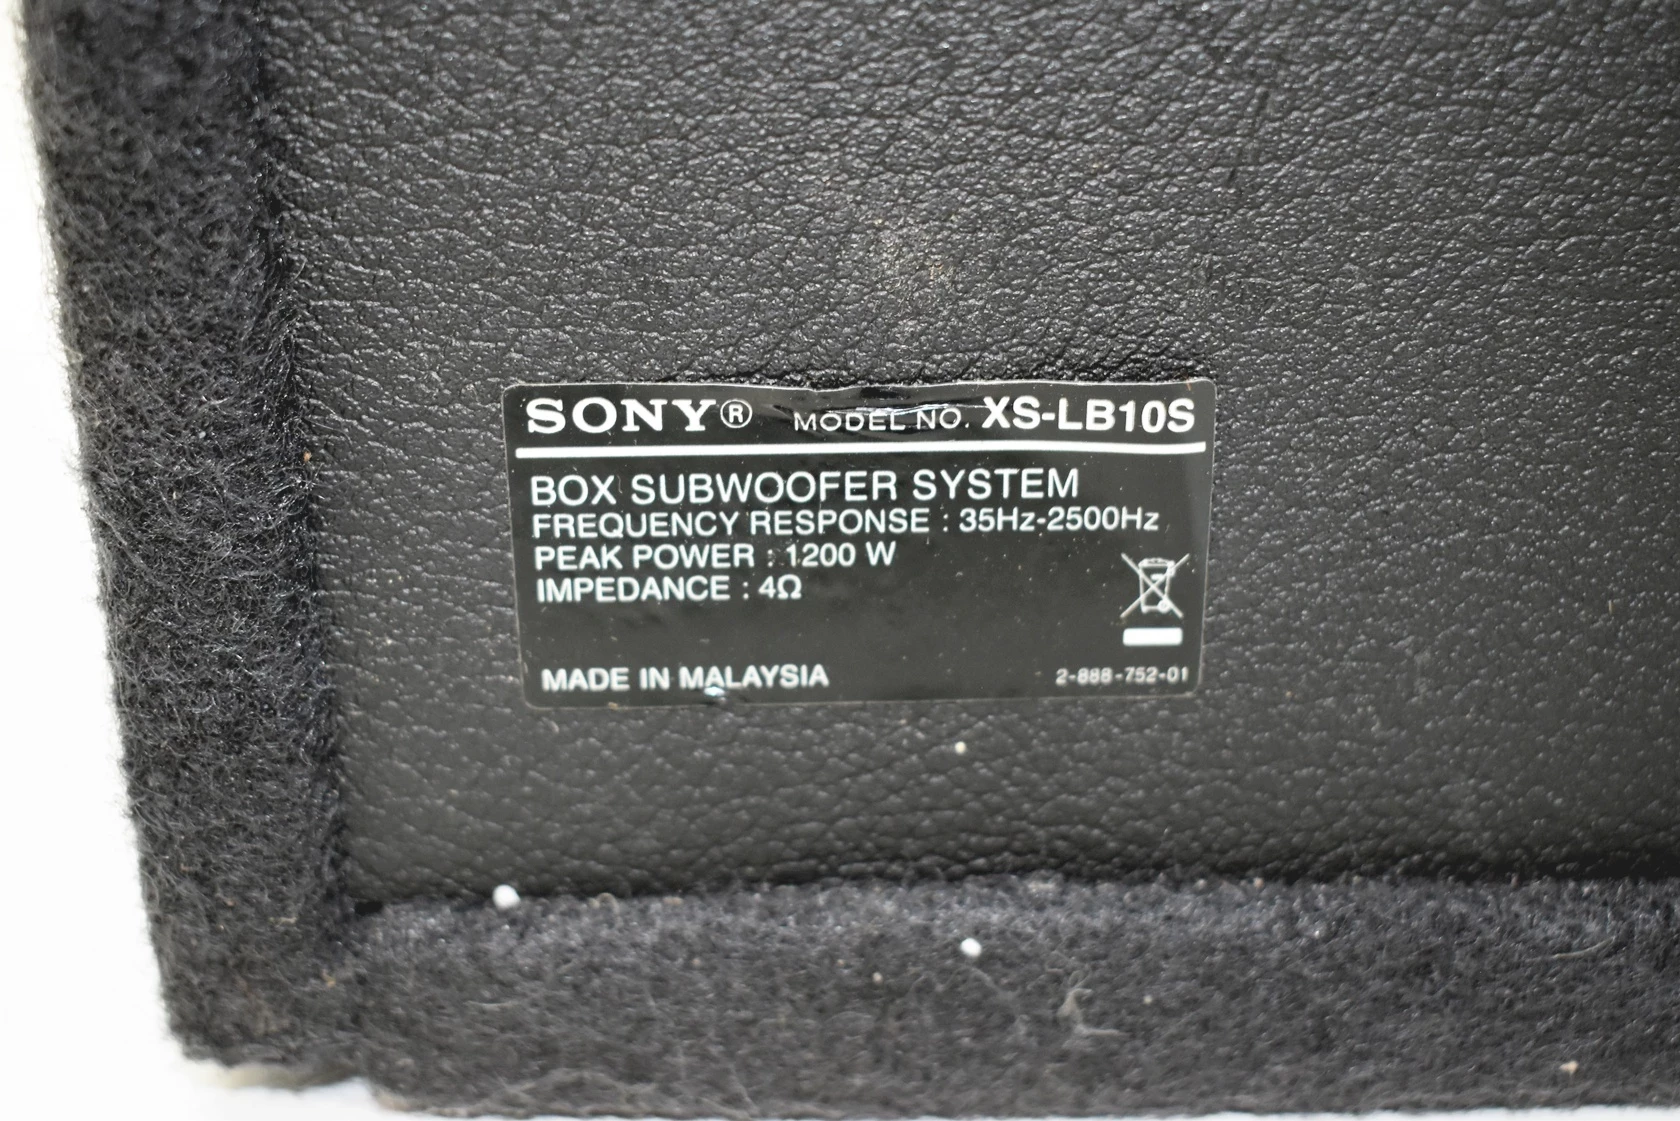 SONY® MODEL NO. XS-LB10S
BOX SUBWOOFER SYSTEM
FREQUENCY RESPONSE : 35Hz-2500Hz
PEAK POWER : 1200 W
IMPEDANCE : 4Ω
MADE IN MALAYSIA 2-888-752-01